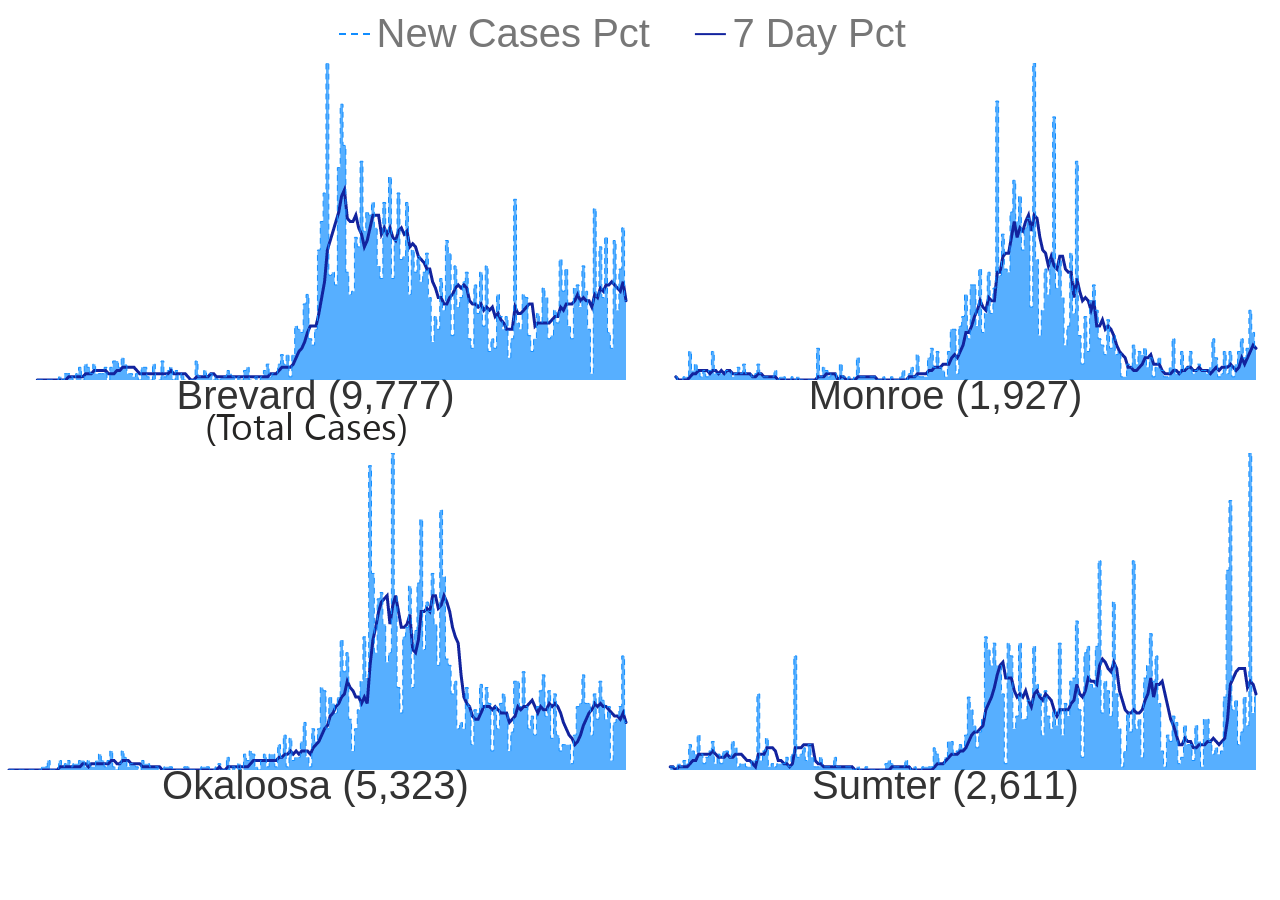 New Cases Pct 7 Day Pct
Brevard (9,777)
(Total Cases)
Monroe (1,927)
Okaloosa (5,323)
Sumter (2,611)